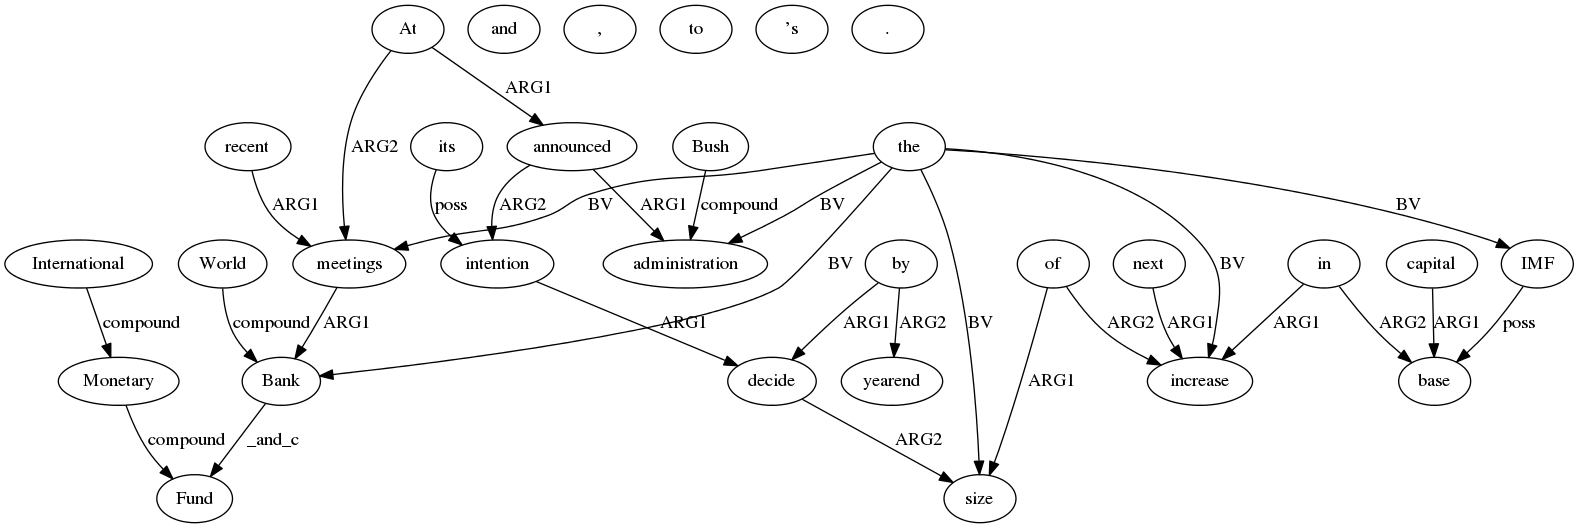 At and , to 's .
ARG1
recent its announced Bush the
ARG2
ARG1 poss ARG2 ARG1 compound BV BV BV
International World meetings intention administration by of next in capital IMF
BV
compound compound ARG1 ARG1 ARG1 ARG2 BV ARG2 ARG1 BV ARG1 ARG2 ARG1 poss
Monetary Bank decide yearend ARG1 increase base
compound _and_c ARG2
Fund size